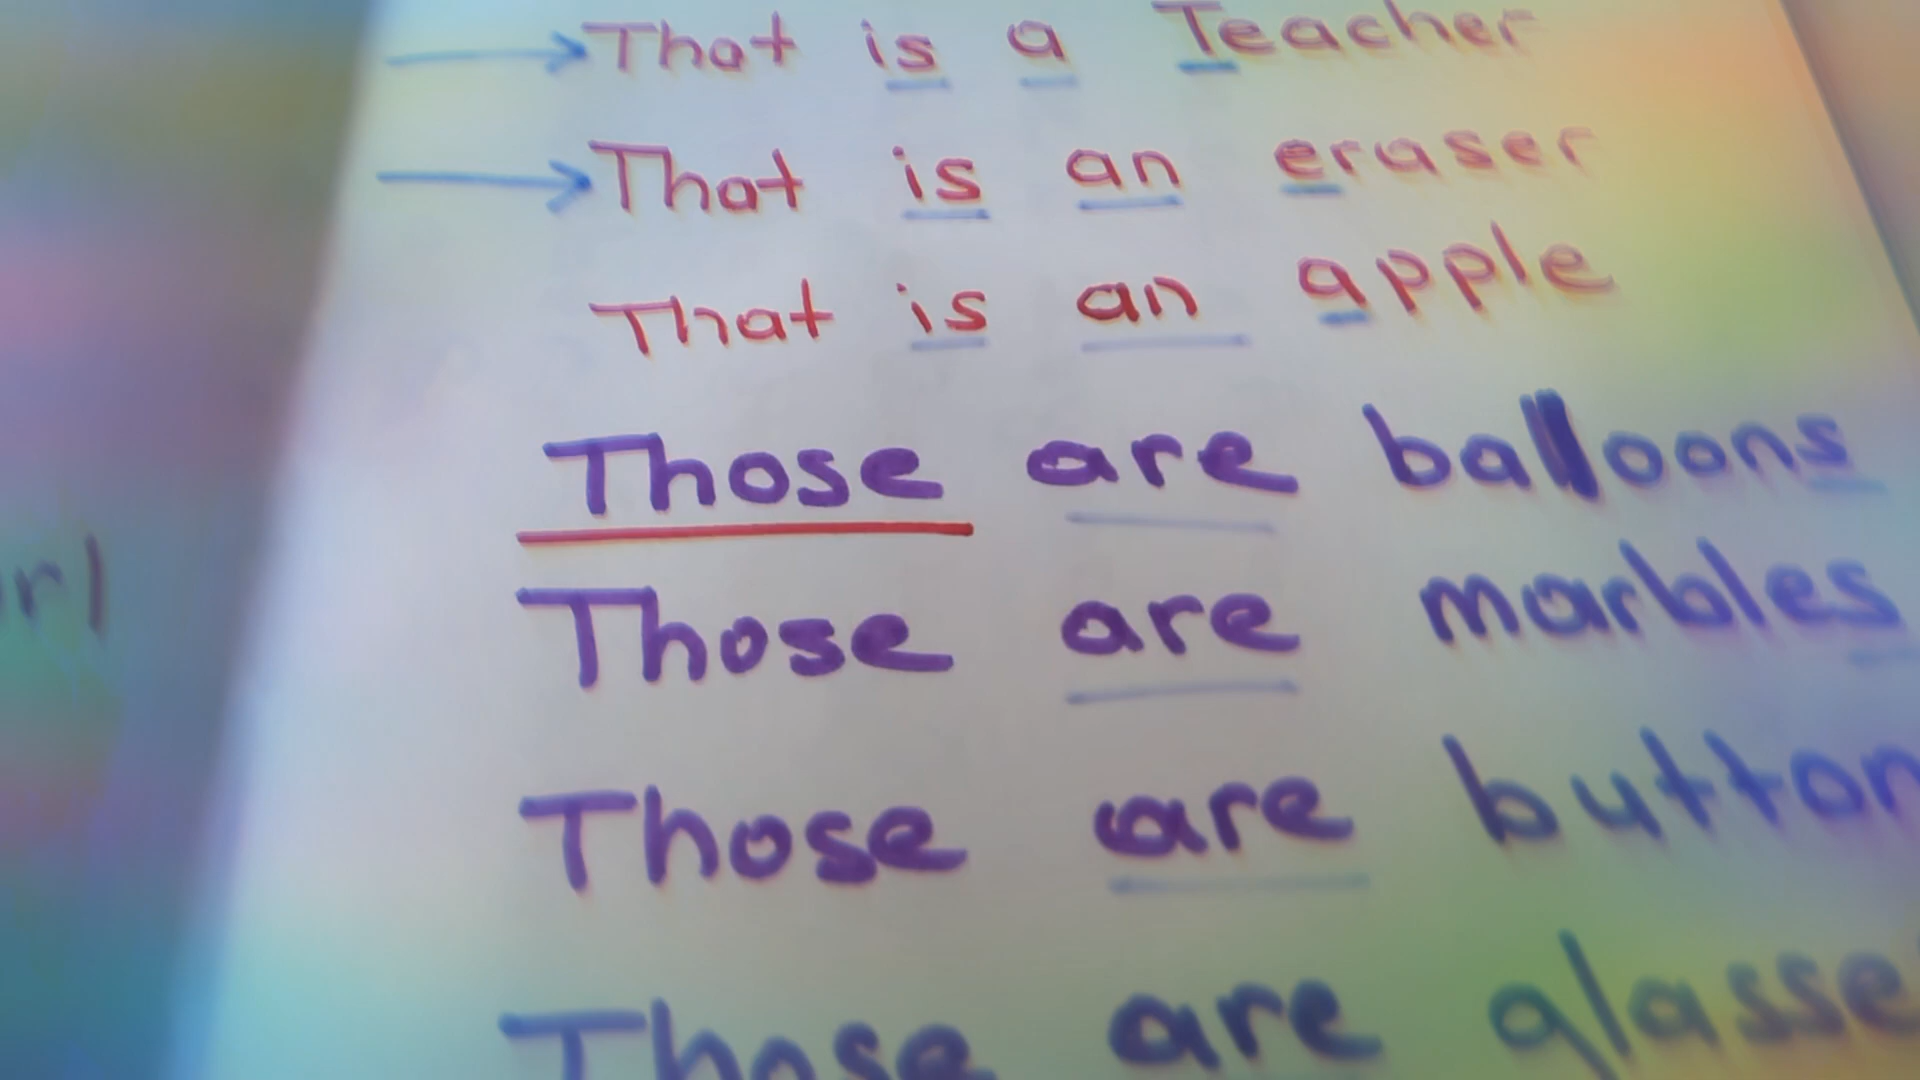 That is a Teacher
That is an eraser
That is an apple
Those are balloons
Those are marbles
Those are
Those are